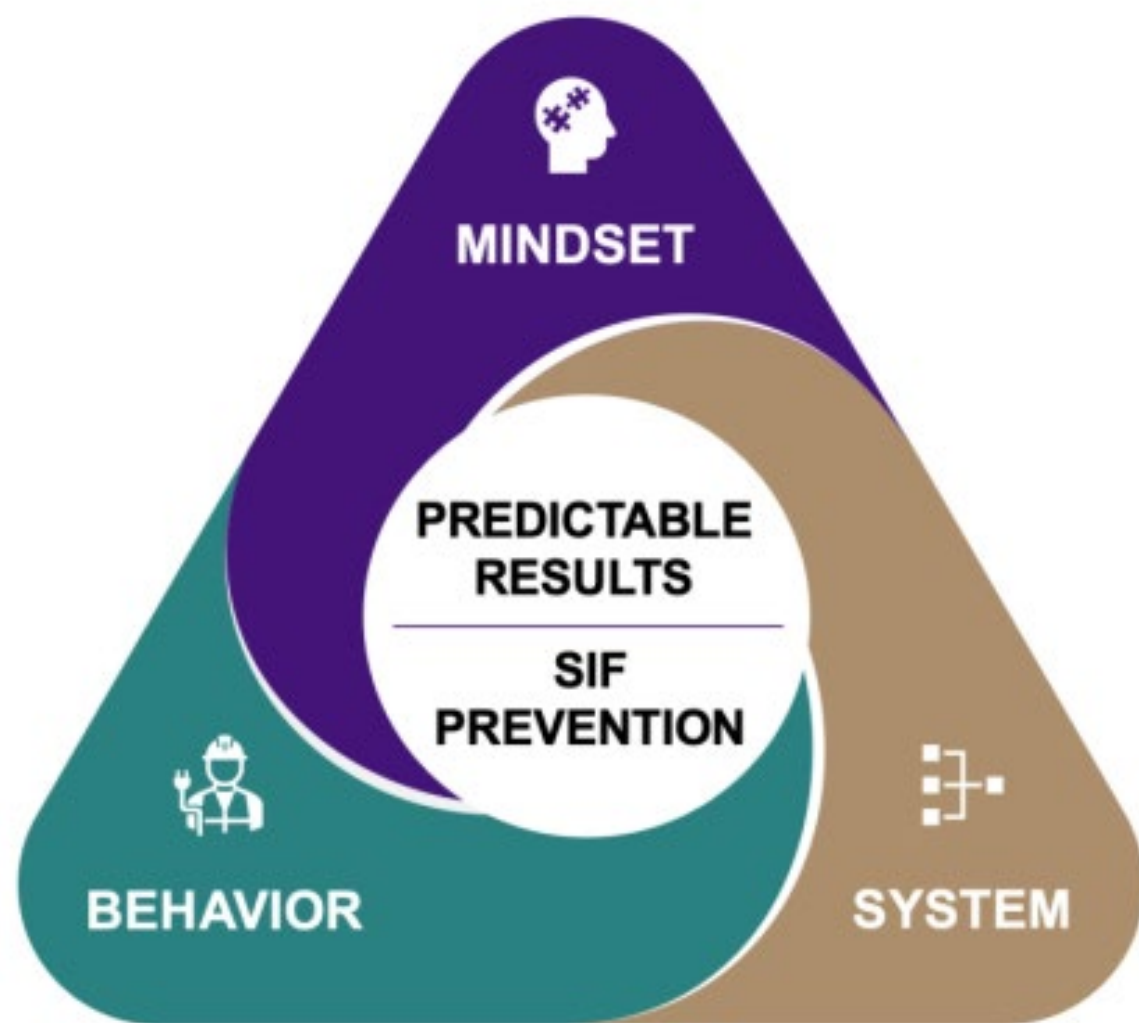 MINDSET
PREDICTABLE
RESULTS
SIF
PREVENTION
BEHAVIOR
SYSTEM